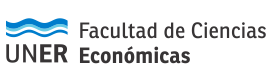 UNER
Facultad de Ciencias
Económicas